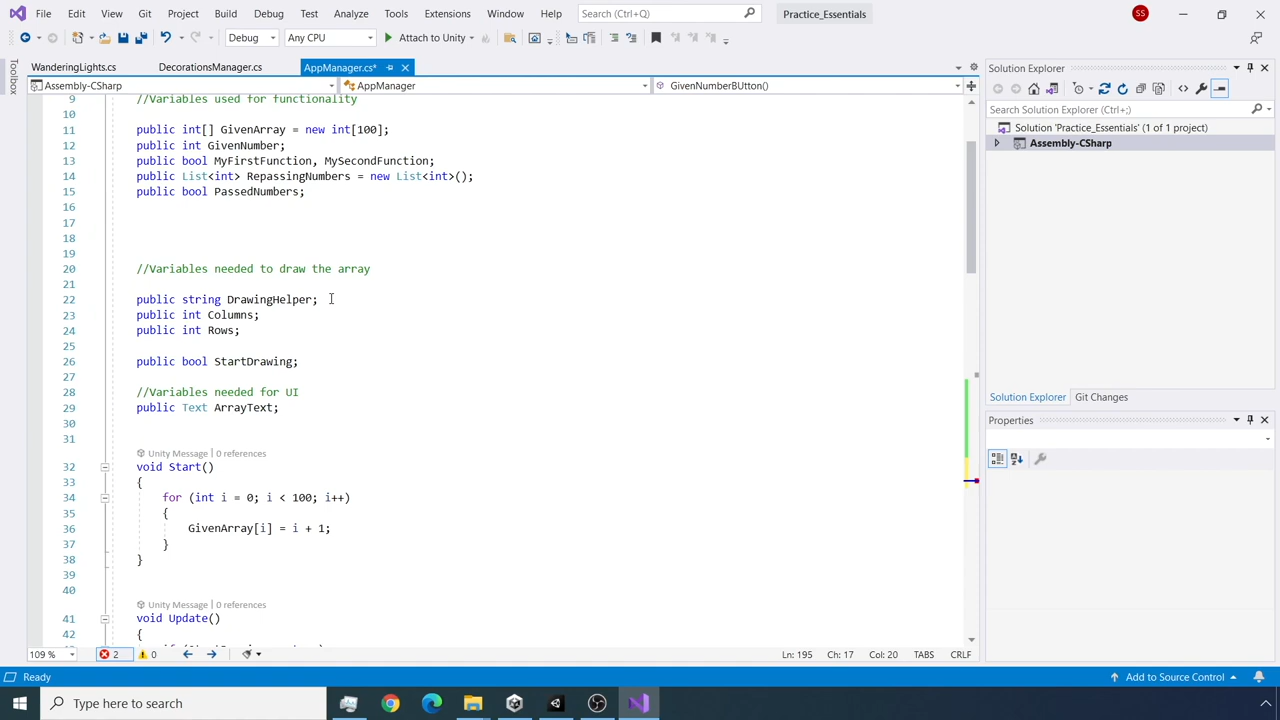 File Edit View Git Project Build Debug Test Analyze Tools Extensions Window Help Search (Ctrl+Q) Practice_Essentials SS
Debug Any CPU Attach to Unity
Toolbox
WanderingLights.cs DecorationsManager.cs AppManager.cs*
Assembly-CSharp AppManager GivenNumberBUtton()
9 //Variables used for functionality
10
11 public int[] GivenArray = new int[100];
12 public int GivenNumber;
13 public bool MyFirstFunction, MySecondFunction;
14 public List<int> RepassingNumbers = new List<int>();
15 public bool PassedNumbers;
16
17
18
19
20 //Variables needed to draw the array
21
22 public string DrawingHelper;
23 public int Columns;
24 public int Rows;
25
26 public bool StartDrawing;
27
28 //Variables needed for UI
29 public Text ArrayText;
30
31
Unity Message | 0 references
32 void Start()
33 {
34 for (int i = 0; i < 100; i++)
35 {
36 GivenArray[i] = i + 1;
37 }
38 }
39
40
Unity Message | 0 references
41 void Update()
42 {
109 % 2 0 Ln: 195 Ch: 17 Col: 20 TABS CRLF
Solution Explorer
Search Solution Explorer (Ctrl+;)
Solution 'Practice_Essentials' (1 of 1 project)
Assembly-CSharp
Solution Explorer Git Changes
Properties
Ready Add to Source Control
Type here to search